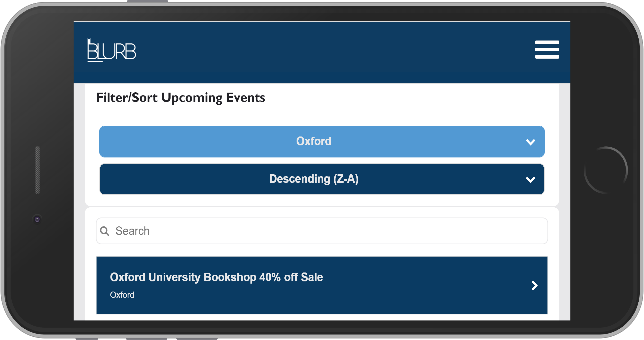 BLURB
Filter/Sort Upcoming Events
Oxford
Descending (Z-A)
Search
Oxford University Bookshop 40% off Sale
Oxford